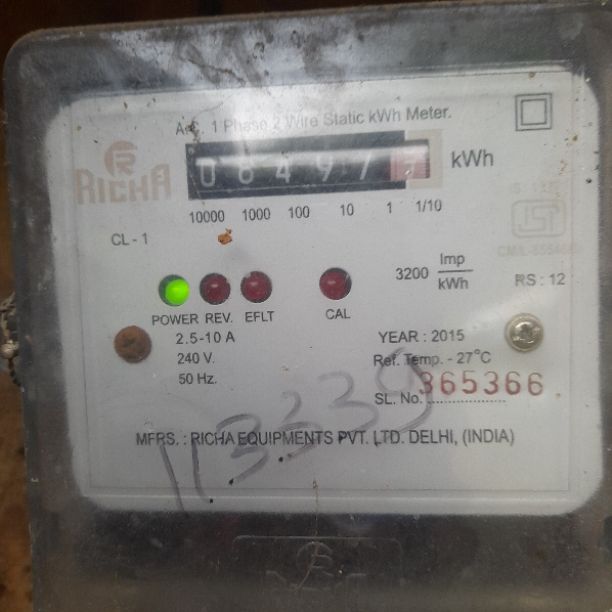 A.C. 1 Phase 2 Wire Static kWh Meter.
RICHA
06497
kWh
10000 1000 100 10 1 1/10
CL - 1
3200 Imp/kWh
RS : 12
POWER REV. EFLT CAL
2.5-10 A
240 V.
50 Hz.
YEAR : 2015
Ref. Temp. - 27°C
SL. No. 365366
MFRS. : RICHA EQUIPMENTS PVT. LTD. DELHI, (INDIA)
113339